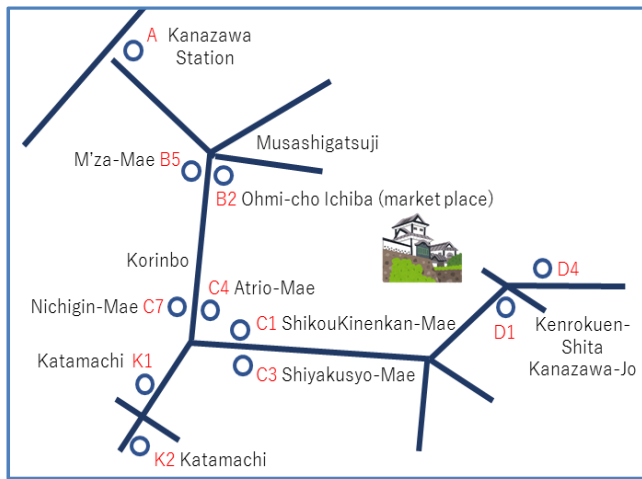 A Kanazawa
Station
Musashigatsuji
M'za-Mae B5
B2 Ohmi-cho Ichiba (market place)
Korinbo
D4
C4 Atrio-Mae
Nichigin-Mae C7
C1 ShikouKinenkan-Mae
D1
Kenrokuen-
Shita
Kanazawa-Jo
Katamachi K1
C3 Shiyakusyo-Mae
K2 Katamachi